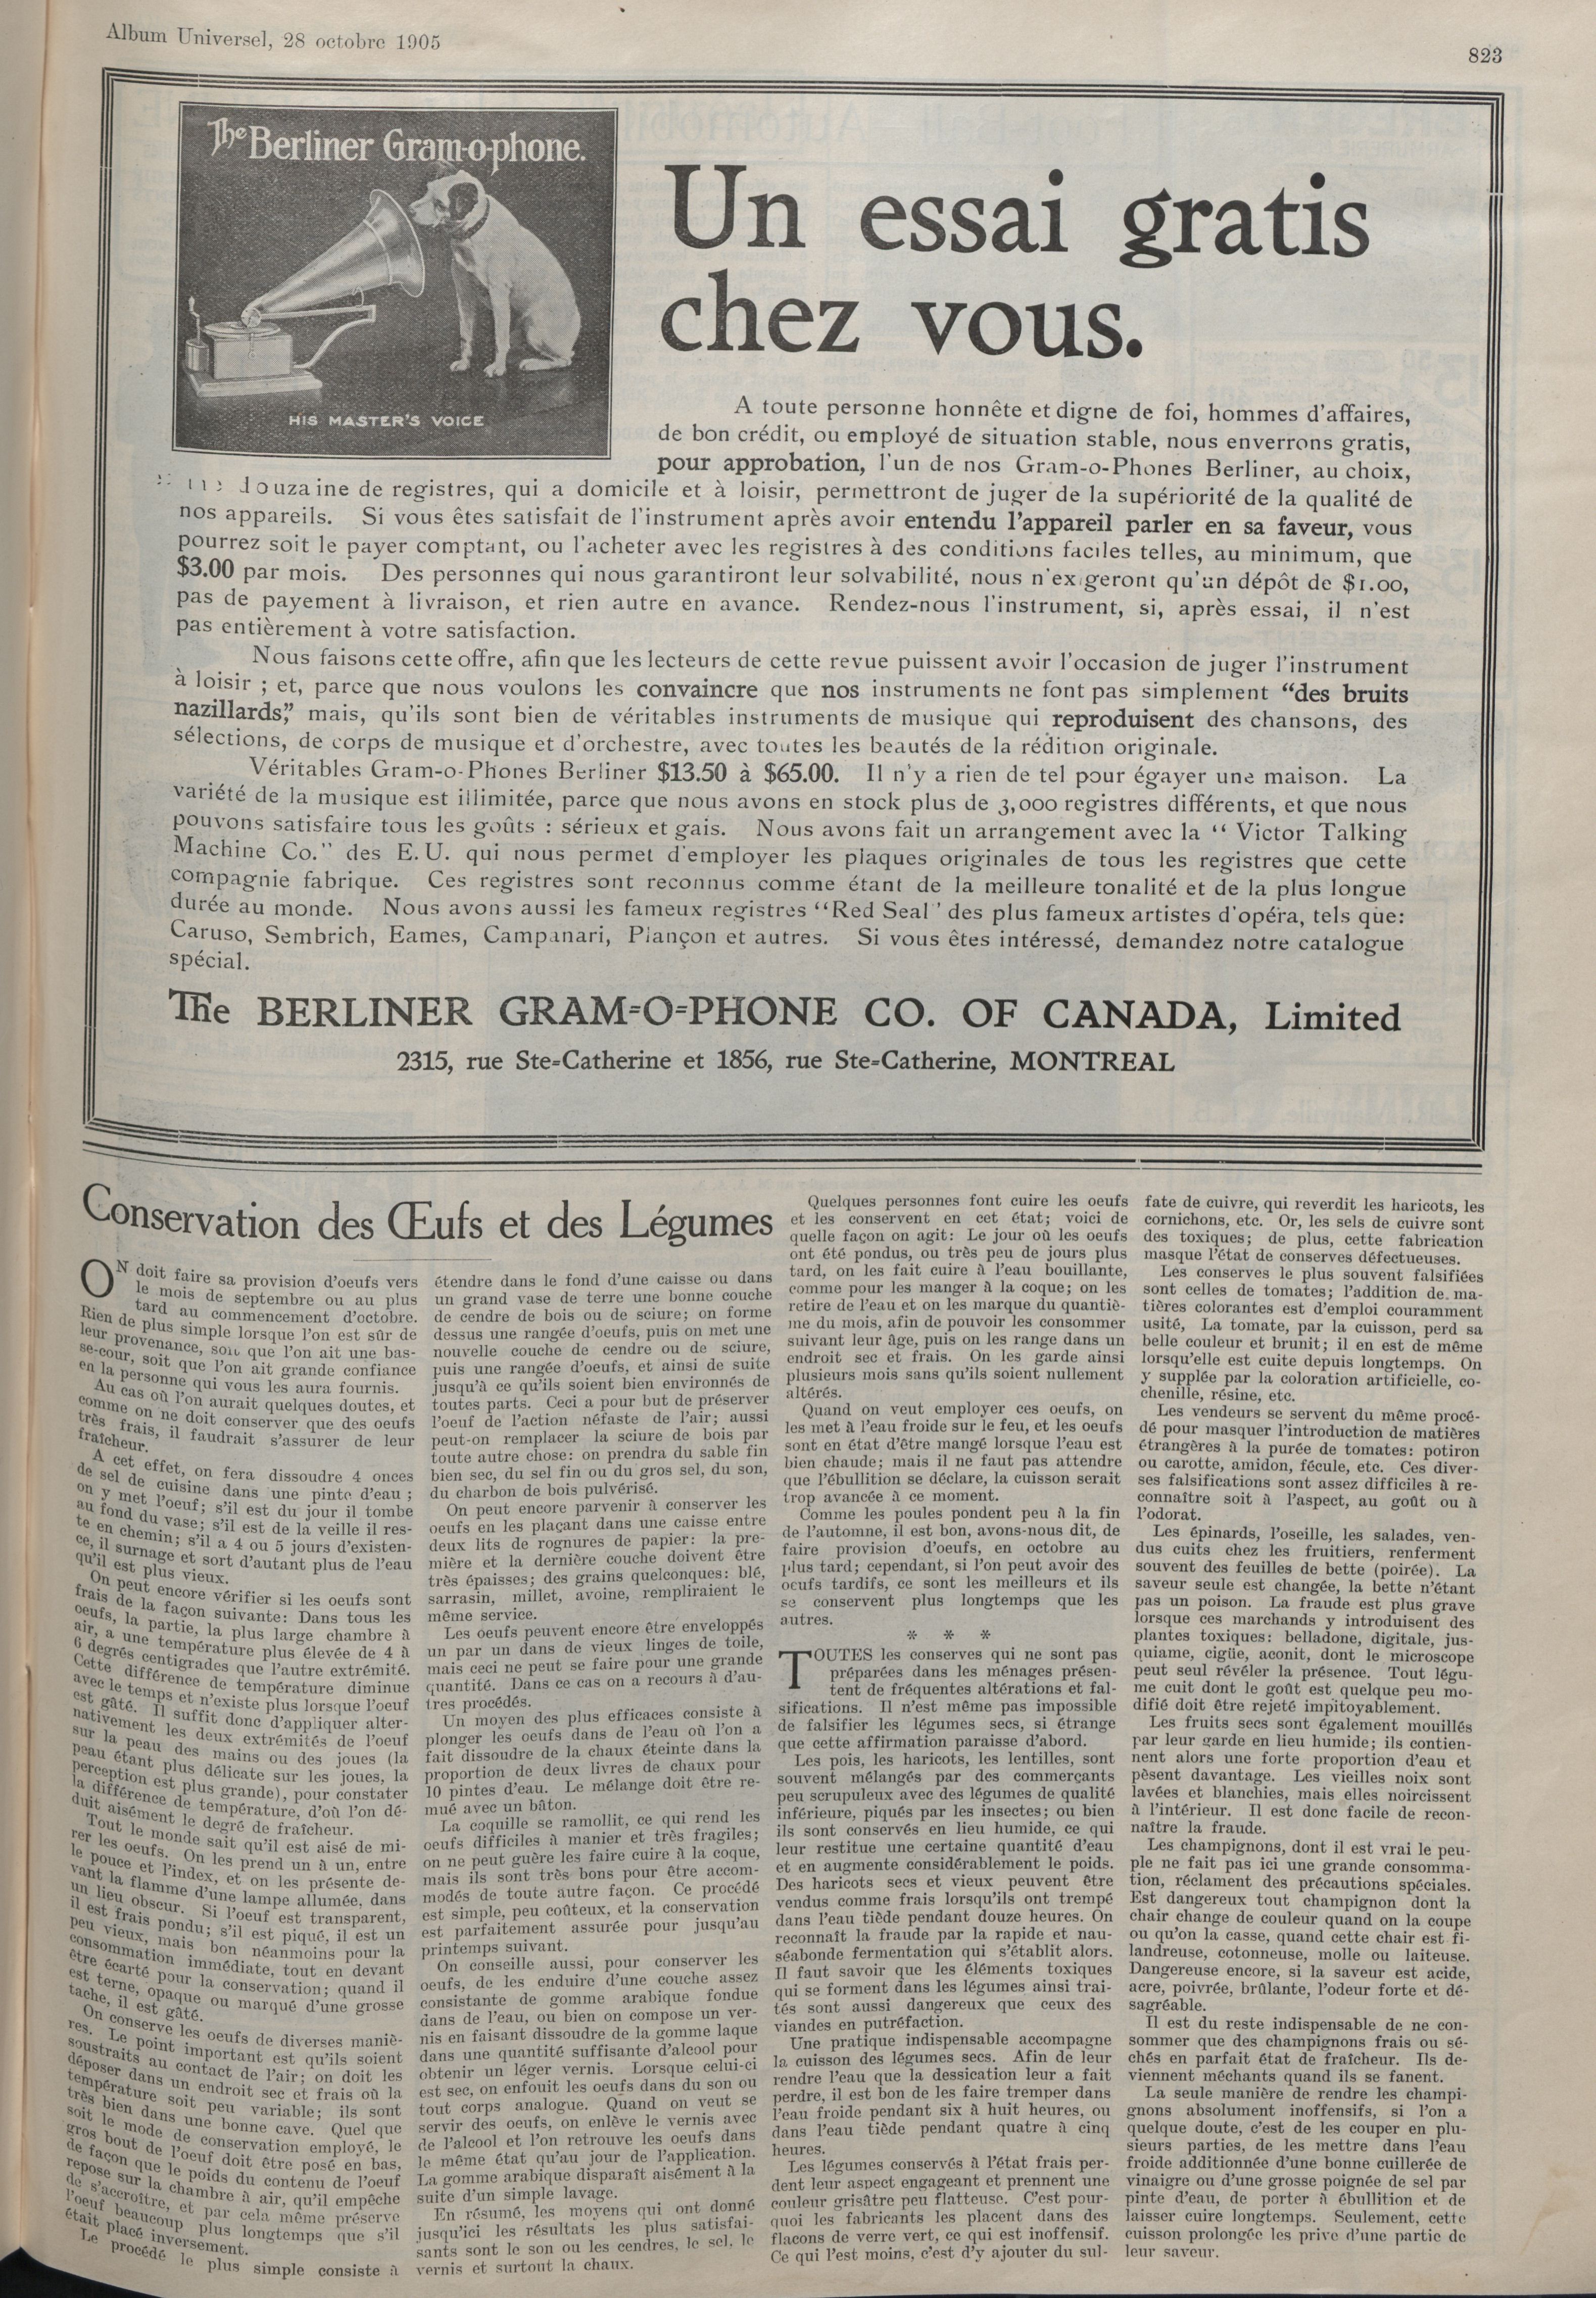 Album Universel, 28 octobre 1905
823
The Berliner Gram-o-phone.
HIS MASTER'S VOICE
Un essai gratis
chez vous.
A toute personne honnête et digne de foi, hommes d'affaires,
de bon crédit, ou employé de situation stable, nous enverrons gratis,
pour approbation, l'un de nos Gram-o-Phones Berliner, au choix,
douzaine de registres, qui a domicile et à loisir, permettront de juger de la supériorité de la qualité de
nos appareils. Si vous êtes satisfait de l'instrument après avoir entendu l'appareil parler en sa faveur, vous
pourrez soit le payer comptant, ou l'acheter avec les registres à des conditions faciles telles, au minimum, que
$3.00 par mois. Des personnes qui nous garantiront leur solvabilité, nous n'exigeront qu'un dépôt de $1.00,
pas de payement à livraison, et rien autre en avance. Rendez-nous l'instrument, si, après essai, il n'est
pas entièrement à votre satisfaction.
Nous faisons cette offre, afin que les lecteurs de cette revue puissent avoir l'occasion de juger l'instrument
à loisir ; et, parce que nous voulons les convaincre que nos instruments ne font pas simplement "des bruits
nazillards," mais, qu'ils sont bien de véritables instruments de musique qui reproduisent des chansons, des
sélections, de corps de musique et d'orchestre, avec toutes les beautés de la rédition originale.
Véritables Gram-o-Phones Berliner $13.50 à $65.00. Il n'y a rien de tel pour égayer une maison. La
variété de la musique est illimitée, parce que nous avons en stock plus de 3,000 registres différents, et que nous
pouvons satisfaire tous les goûts : sérieux et gais. Nous avons fait un arrangement avec la " Victor Talking
Machine Co." des E.U. qui nous permet d'employer les plaques originales de tous les registres que cette
compagnie fabrique. Ces registres sont reconnus comme étant de la meilleure tonalité et de la plus longue
durée au monde. Nous avons aussi les fameux registres "Red Seal" des plus fameux artistes d'opéra, tels que:
Caruso, Sembrich, Eames, Campanari, Plançon et autres. Si vous êtes intéressé, demandez notre catalogue
spécial.
The BERLINER GRAM=O=PHONE CO. OF CANADA, Limited
2315, rue Ste=Catherine et 1856, rue Ste=Catherine, MONTREAL
Conservation des Œufs et des Légumes
ON doit faire sa provision d'oeufs vers
le mois de septembre ou au plus
tard au commencement d'octobre.
Rien de plus simple lorsque l'on est sûr de
leur provenance, soit que l'on ait une bas-
se-cour, soit que l'on ait grande confiance
en la personne qui vous les aura fournis.
Au cas où l'on aurait quelques doutes, et
comme on ne doit conserver que des oeufs
très frais, il faudrait s'assurer de leur
fraîcheur.
A cet effet, on fera dissoudre 4 onces
de sel de cuisine dans une pinte d'eau ;
on y met l'oeuf; s'il est du jour il tombe
au fond du vase; s'il est de la veille il res-
te en chemin; s'il a 4 ou 5 jours d'existen-
ce, il surnage et sort d'autant plus de l'eau
qu'il est plus vieux.
On peut encore vérifier si les oeufs sont
frais de la façon suivante: Dans tous les
oeufs, la partie, la plus large chambre à
air, a une température plus élevée de 4 à
6 degrés centigrades que l'autre extrémité.
Cette différence de température diminue
avec le temps et n'existe plus lorsque l'oeuf
est gâté. Il suffit donc d'appliquer alter-
nativement les deux extrémités de l'oeuf
sur la peau des mains ou des joues (la
peau étant plus délicate sur les joues, la
perception est plus grande), pour constater
la différence de température, d'où l'on dé-
duit aisément le degré de fraîcheur.
Tout le monde sait qu'il est aisé de mi-
rer les oeufs. On les prend un à un, entre
le pouce et l'index, et on les présente de-
vant la flamme d'une lampe allumée, dans
un lieu obscur. Si l'oeuf est transparent,
il est frais pondu; s'il est piqué, il est un
peu vieux, mais bon néanmoins pour la
consommation immédiate, tout en devant
être écarté pour la conservation; quand il
est terne, opaque ou marqué d'une grosse
tache, il est gâté.
On conserve les oeufs de diverses maniè-
res. Le point important est qu'ils soient
soustraits au contact de l'air; on doit les
déposer dans un endroit sec et frais où la
température soit peu variable; ils sont
très bien dans une bonne cave. Quel que
soit le mode de conservation employé, le
gros bout de l'oeuf doit être posé en bas,
de façon que le poids du contenu de l'oeuf
repose sur la chambre à air, qu'il empêche
de s'accroître, et par cela même préserve
l'oeuf beaucoup plus longtemps que s'il
était placé inversement.
Le procédé le plus simple consiste à
étendre dans le fond d'une caisse ou dans
un grand vase de terre une bonne couche
de cendre de bois ou de sciure; on forme
dessus une rangée d'oeufs, puis on met une
nouvelle couche de cendre ou de sciure,
puis une rangée d'oeufs, et ainsi de suite
jusqu'à ce qu'ils soient bien environnés de
toutes parts. Ceci a pour but de préserver
l'oeuf de l'action néfaste de l'air; aussi
peut-on remplacer la sciure de bois par
toute autre chose: on prendra du sable fin
bien sec, du sel fin ou du gros sel, du son,
du charbon de bois pulvérisé.
On peut encore parvenir à conserver les
oeufs en les plaçant dans une caisse entre
deux lits de rognures de papier: la pre-
mière et la dernière couche doivent être
très épaisses; des grains quelconques: blé,
sarrasin, millet, avoine, rempliraient le
même service.
Les oeufs peuvent encore être enveloppés
un par un dans de vieux linges de toile,
mais ceci ne peut se faire pour une grande
quantité. Dans ce cas on a recours à d'au-
tres procédés.
Un moyen des plus efficaces consiste à
plonger les oeufs dans de l'eau où l'on a
fait dissoudre de la chaux éteinte dans la
proportion de deux livres de chaux pour
10 pintes d'eau. Le mélange doit être re-
mué avec un bâton.
La coquille se ramollit, ce qui rend les
oeufs difficiles à manier et très fragiles;
on ne peut guère les faire cuire à la coque,
mais ils sont très bons pour être accom-
modés de toute autre façon. Ce procédé
est simple, peu coûteux, et la conservation
est parfaitement assurée pour jusqu'au
printemps suivant.
On conseille aussi, pour conserver les
oeufs, de les enduire d'une couche assez
consistante de gomme arabique fondue
dans de l'eau, ou bien on compose un ver-
nis en faisant dissoudre de la gomme laque
dans une quantité suffisante d'alcool pour
obtenir un léger vernis. Lorsque celui-ci
est sec, on enfouit les oeufs dans du son ou
tout corps analogue. Quand on veut se
servir des oeufs, on enlève le vernis avec
de l'alcool et l'on retrouve les oeufs dans
le même état qu'au jour de l'application.
La gomme arabique disparaît aisément à la
suite d'un simple lavage.
En résumé, les moyens qui ont donné
jusqu'ici les résultats les plus satisfai-
sants sont le son ou les cendres, le sel, le
vernis et surtout la chaux.
Quelques personnes font cuire les oeufs
et les conservent en cet état; voici de
quelle façon on agit: Le jour où les oeufs
ont été pondus, ou très peu de jours plus
tard, on les fait cuire à l'eau bouillante,
comme pour les manger à la coque; on les
retire de l'eau et on les marque du quantiè-
me du mois, afin de pouvoir les consommer
suivant leur âge, puis on les range dans un
endroit sec et frais. On les garde ainsi
plusieurs mois sans qu'ils soient nullement
altérés.
Quand on veut employer ces oeufs, on
les met à l'eau froide sur le feu, et les oeufs
sont en état d'être mangé lorsque l'eau est
bien chaude; mais il ne faut pas attendre
que l'ébullition se déclare, la cuisson serait
trop avancée à ce moment.
Comme les poules pondent peu à la fin
de l'automne, il est bon, avons-nous dit, de
faire provision d'oeufs, en octobre au
plus tard; cependant, si l'on peut avoir des
oeufs tardifs, ce sont les meilleurs et ils
se conservent plus longtemps que les
autres.
* * *
TOUTES les conserves qui ne sont pas
préparées dans les ménages présen-
tent de fréquentes altérations et fal-
sifications. Il n'est même pas impossible
de falsifier les légumes secs, si étrange
que cette affirmation paraisse d'abord.
Les pois, les haricots, les lentilles, sont
souvent mélangés par des commerçants
peu scrupuleux avec des légumes de qualité
inférieure, piqués par les insectes; ou bien
ils sont conservés en lieu humide, ce qui
leur restitue une certaine quantité d'eau
et en augmente considérablement le poids.
Des haricots secs et vieux peuvent être
vendus comme frais lorsqu'ils ont trempé
dans l'eau tiède pendant douze heures. On
reconnaît la fraude par la rapide et nau-
séabonde fermentation qui s'établit alors.
Il faut savoir que les éléments toxiques
qui se forment dans les légumes ainsi trai-
tés sont aussi dangereux que ceux des
viandes en putréfaction.
Une pratique indispensable accompagne
la cuisson des légumes secs. Afin de leur
rendre l'eau que la dessication leur a fait
perdre, il est bon de les faire tremper dans
l'eau froide pendant six à huit heures, ou
dans l'eau tiède pendant quatre à cinq
heures.
Les légumes conservés à l'état frais per-
dent leur aspect engageant et prennent une
couleur grisâtre peu flatteuse. C'est pour-
quoi les fabricants les placent dans des
flacons de verre vert, ce qui est inoffensif.
Ce qui l'est moins, c'est d'y ajouter du sul-
fate de cuivre, qui reverdit les haricots, les
cornichons, etc. Or, les sels de cuivre sont
des toxiques; de plus, cette fabrication
masque l'état de conserves défectueuses.
Les conserves le plus souvent falsifiées
sont celles de tomates; l'addition de ma-
tières colorantes est d'emploi couramment
usité, La tomate, par la cuisson, perd sa
belle couleur et brunit; il en est de même
lorsqu'elle est cuite depuis longtemps. On
y supplée par la coloration artificielle, co-
chenille, résine, etc.
Les vendeurs se servent du même procé-
dé pour masquer l'introduction de matières
étrangères à la purée de tomates: potiron
ou carotte, amidon, fécule, etc. Ces diver-
ses falsifications sont assez difficiles à re-
connaître soit à l'aspect, au goût ou à
l'odorat.
Les épinards, l'oseille, les salades, ven-
dus cuits chez les fruitiers, renferment
souvent des feuilles de bette (poirée). La
saveur seule est changée, la bette n'étant
pas un poison. La fraude est plus grave
lorsque ces marchands y introduisent des
plantes toxiques: belladone, digitale, jus-
quiame, cigüe, aconit, dont le microscope
peut seul révéler la présence. Tout légu-
me cuit dont le goût est quelque peu mo-
difié doit être rejeté impitoyablement.
Les fruits secs sont également mouillés
par leur garde en lieu humide; ils contien-
nent alors une forte proportion d'eau et
pèsent davantage. Les vieilles noix sont
lavées et blanchies, mais elles noircissent
à l'intérieur. Il est donc facile de recon-
naître la fraude.
Les champignons, dont il est vrai le peu-
ple ne fait pas ici une grande consomma-
tion, réclament des précautions spéciales.
Est dangereux tout champignon dont la
chair change de couleur quand on la coupe
ou qu'on la casse, quand cette chair est fi-
landreuse, cotonneuse, molle ou laiteuse.
Dangereuse encore, si la saveur est acide,
acre, poivrée, brûlante, l'odeur forte et dé-
sagréable.
Il est du reste indispensable de ne con-
sommer que des champignons frais ou sé-
chés en parfait état de fraîcheur. Ils de-
viennent méchants quand ils se fanent.
La seule manière de rendre les champi-
gnons absolument inoffensifs, si l'on a
quelque doute, c'est de les couper en plu-
sieurs parties, de les mettre dans l'eau
froide additionnée d'une bonne cuillerée de
vinaigre ou d'une grosse poignée de sel par
pinte d'eau, de porter à ébullition et de
laisser cuire longtemps. Seulement, cette
cuisson prolongée les prive d'une partie de
leur saveur.